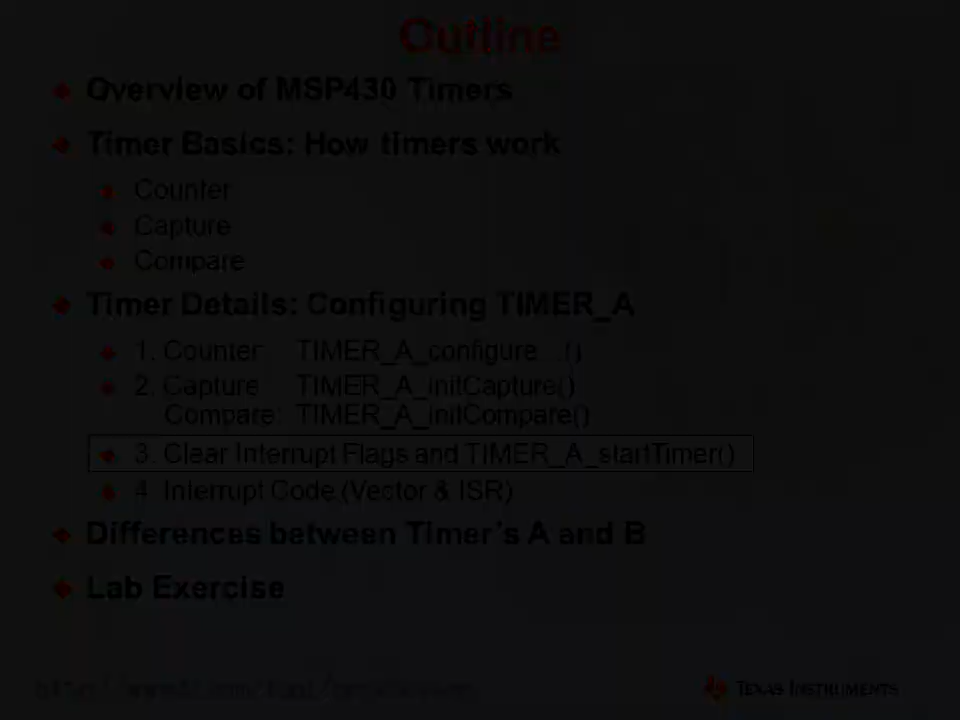 Outline
Overview of MSP430 Timers
Timer Basics: How timers work
Counter
Capture
Compare
Timer Details: Configuring TIMER_A
1. Counter: TIMER_A_configure…()
2. Capture TIMER_A_initCapture()
Compare: TIMER_A_initCompare()
3. Clear Interrupt Flags and TIMER_A_startTimer()
4. Interrupt Code (Vector & ISR)
Differences between Timer's A and B
Lab Exercise
TEXAS INSTRUMENTS